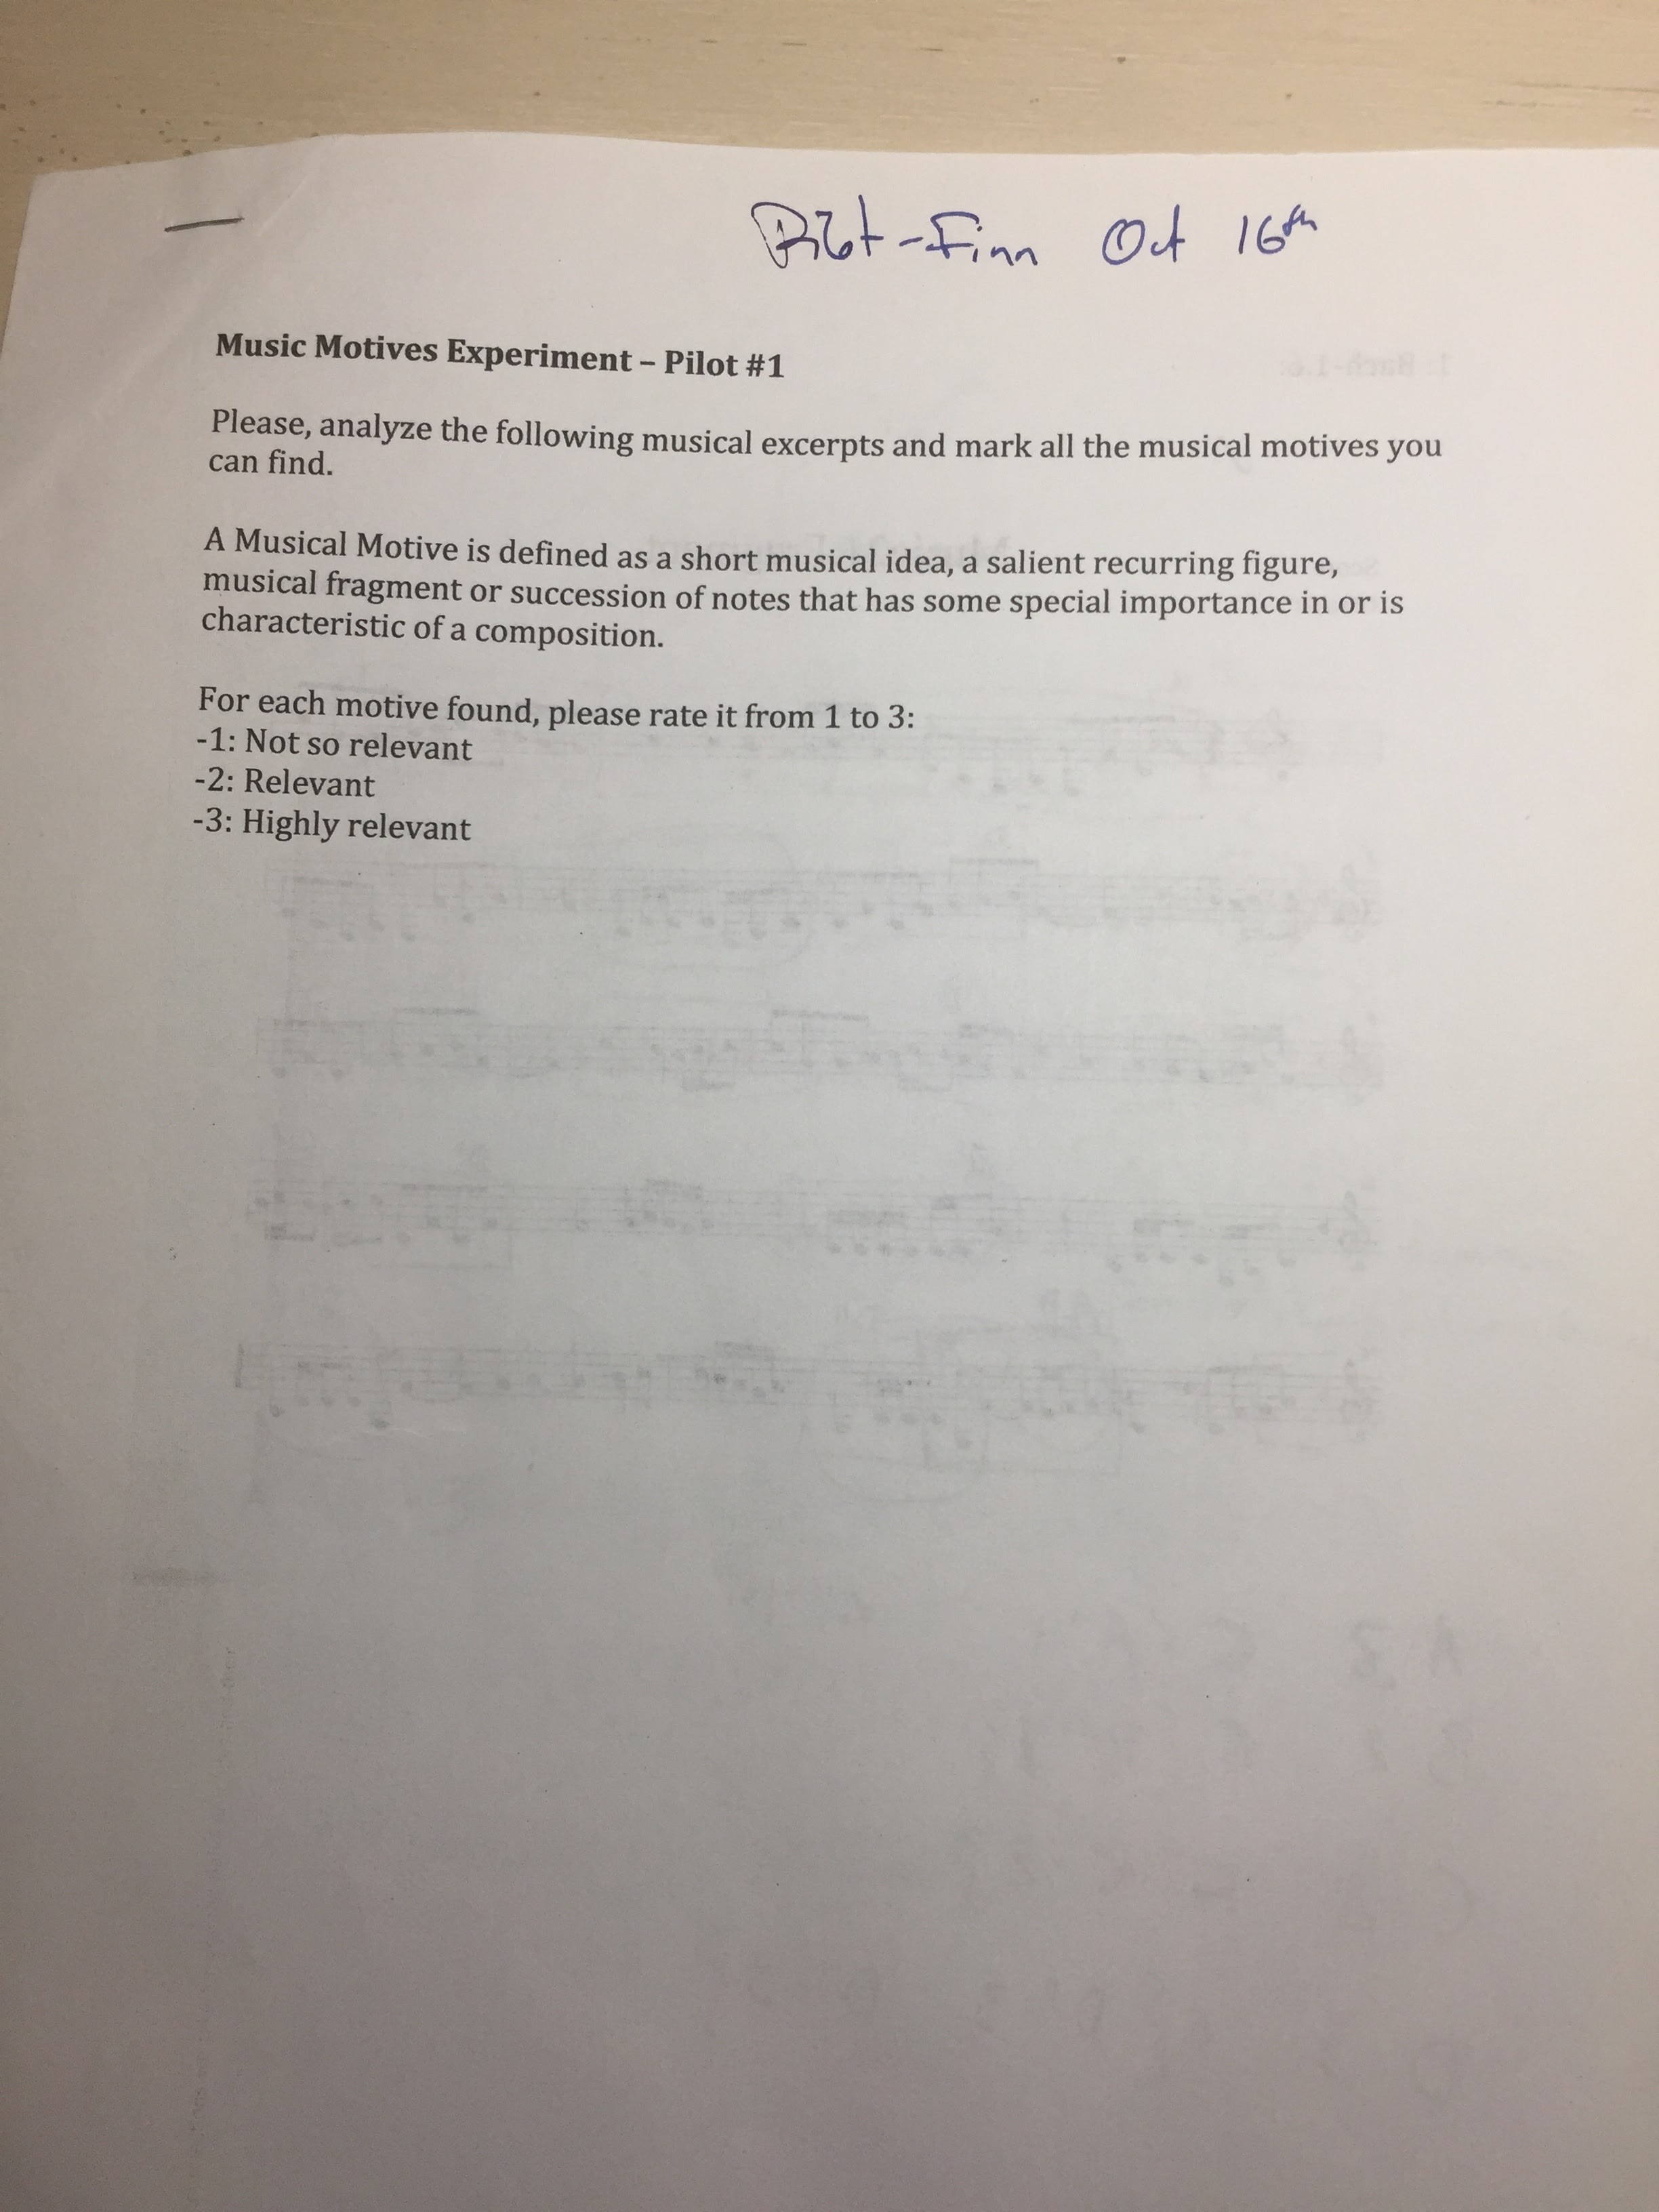 Pilot-Finn Oct 16th
Music Motives Experiment – Pilot #1
Please, analyze the following musical excerpts and mark all the musical motives you
can find.
A Musical Motive is defined as a short musical idea, a salient recurring figure,
musical fragment or succession of notes that has some special importance in or is
characteristic of a composition.
For each motive found, please rate it from 1 to 3:
-1: Not so relevant
-2: Relevant
-3: Highly relevant